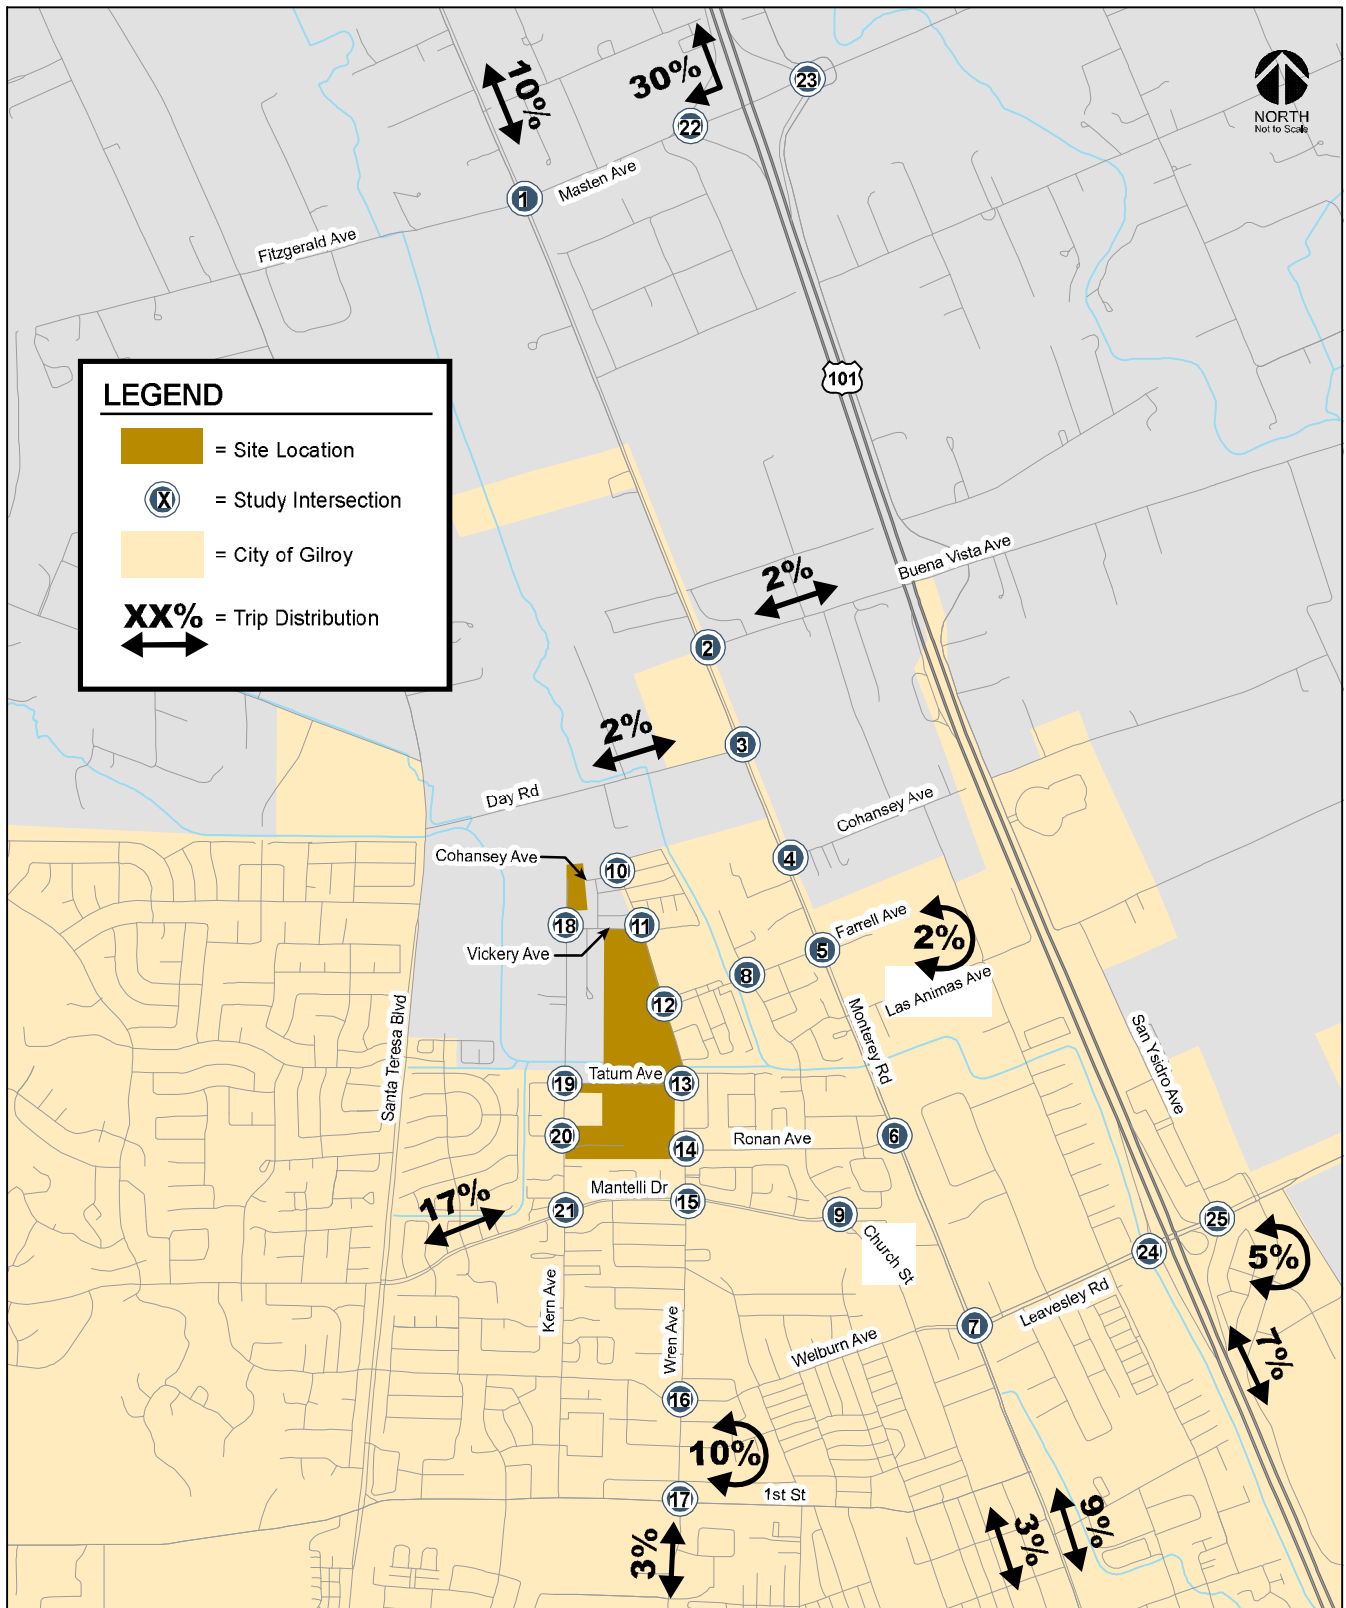 10%
30%
23
22
NORTH
Not to Scale
1
Masten Ave
Fitzgerald Ave
101
LEGEND
= Site Location
X = Study Intersection
= City of Gilroy
XX% = Trip Distribution
Buena Vista Ave
2%
2
2%
3
Day Rd
Cohansey Ave
4
Cohansey Ave
10
18
11
Vickery Ave
Farrell Ave
5
2%
8
Las Animas Ave
12
Monterey Rd
Santa Teresa Blvd
San Ysidro Ave
19
Tatum Ave
13
20
14
Ronan Ave
6
Mantelli Dr
17%
21
15
9
Church St
25
24
5%
Kern Ave
Wren Ave
Welburn Ave
7
Leavesley Rd
7%
16
10%
17
1st St
3%
3%
9%